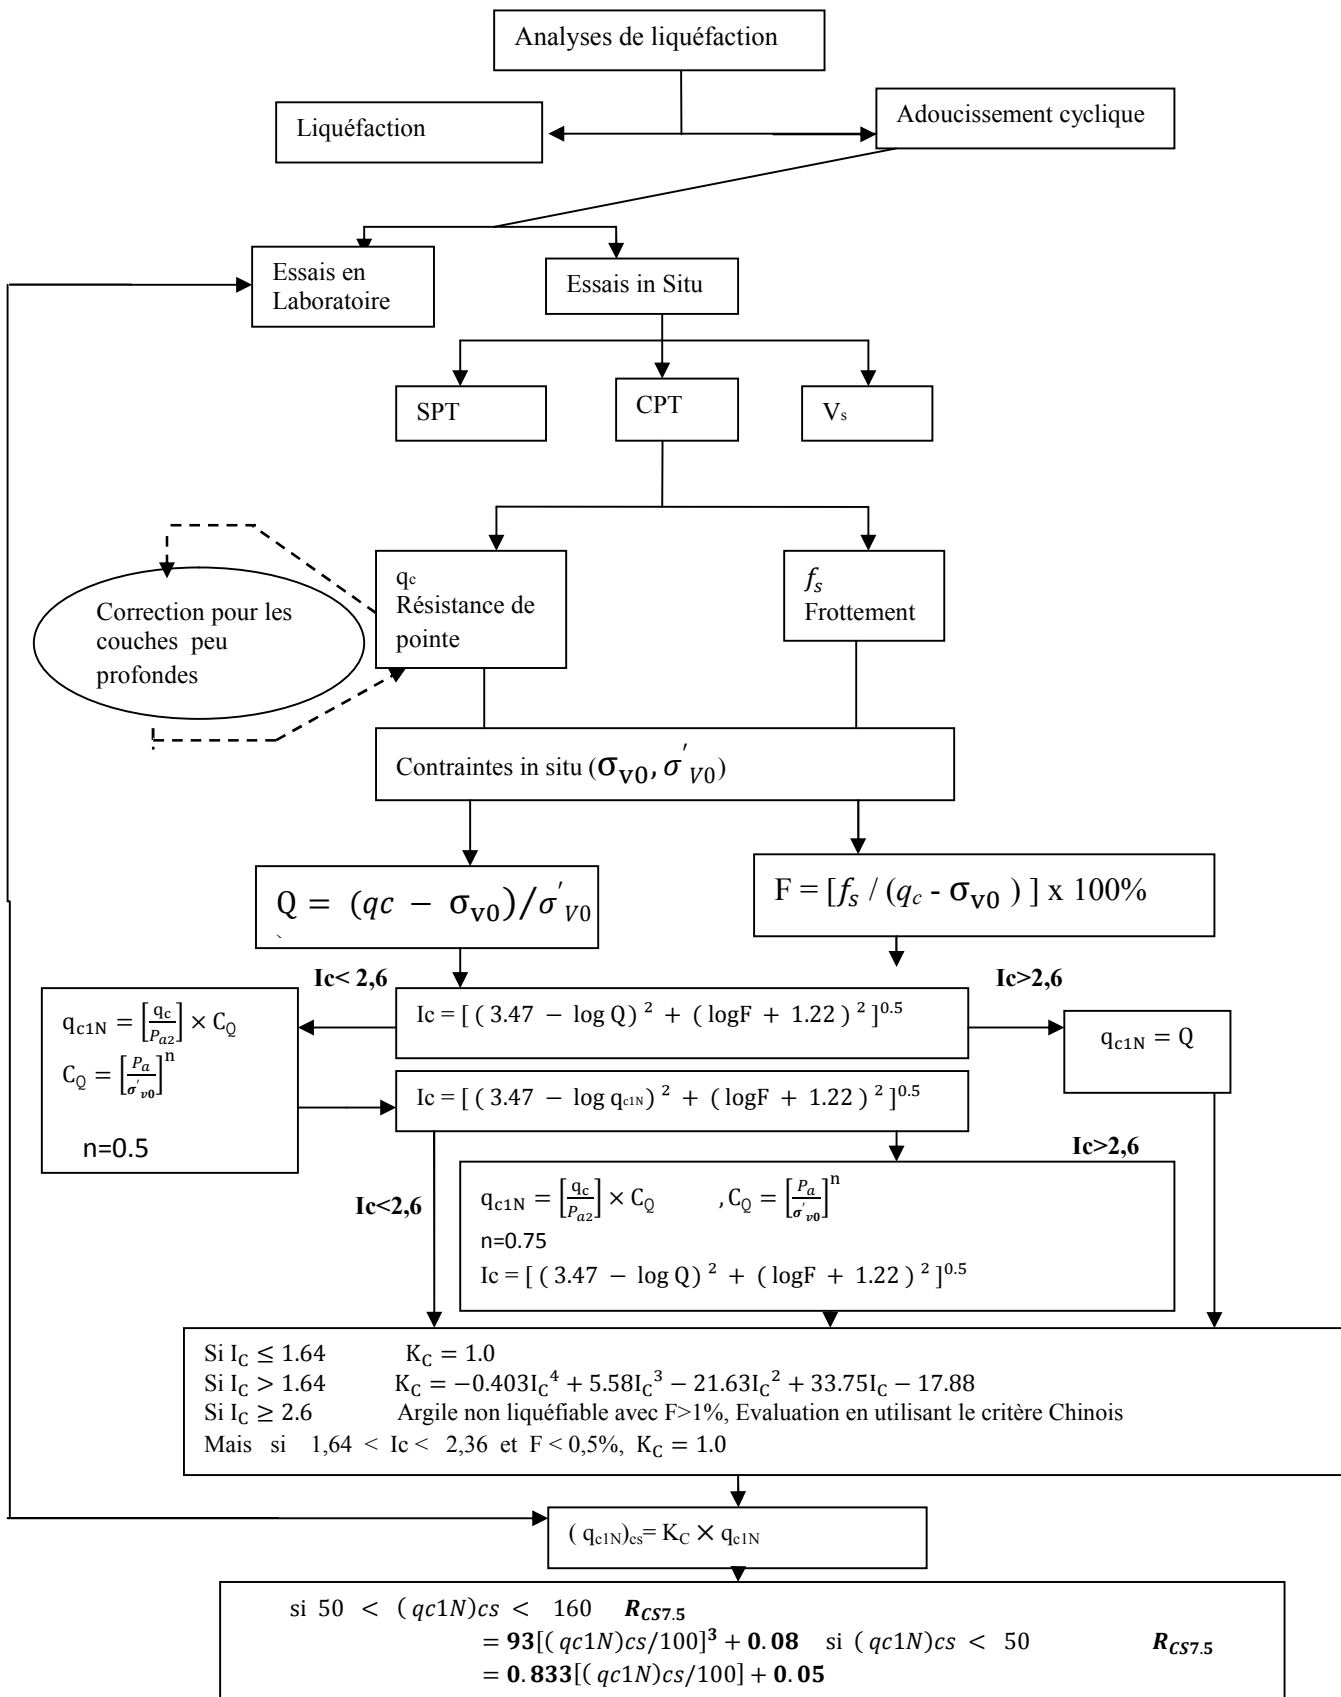 Analyses de liquéfaction
Liquéfaction
Adoucissement cyclique
Essais en
Laboratoire
Essais in Situ
SPT
CPT
Vs
qc
Résistance de
pointe
fs
Frottement
Correction pour les
couches peu
profondes
Contraintes in situ (σv0, σ'V0)
Q = (qc − σv0)/σ'V0
F = [fs / (qc - σv0 ) ] x 100%
Ic< 2,6
Ic>2,6
Ic = [ ( 3.47 − log Q) ² + ( logF + 1.22 ) ² ]^0.5
qc1N = [qc/Pa2] × CQ
CQ = [Pa/σ'v0]^n
n=0.5
qc1N = Q
Ic = [ ( 3.47 − log qc1N) ² + ( logF + 1.22 ) ² ]^0.5
Ic>2,6
Ic<2,6
qc1N = [qc/Pa2] × CQ , CQ = [Pa/σ'v0]^n
n=0.75
Ic = [ ( 3.47 − log Q) ² + ( logF + 1.22 ) ² ]^0.5
Si IC ≤ 1.64 KC = 1.0
Si IC > 1.64 KC = −0.403IC⁴ + 5.58IC³ − 21.63IC² + 33.75IC − 17.88
Si IC ≥ 2.6 Argile non liquéfiable avec F>1%, Evaluation en utilisant le critère Chinois
Mais si 1,64 < Ic < 2,36 et F < 0,5%, KC = 1.0
( qc1N)cs= KC × qc1N
si 50 < (qc1N)cs < 160 RCS7.5
= 93[(qc1N)cs/100]³ + 0.08 si (qc1N)cs < 50 RCS7.5
= 0.833[(qc1N)cs/100] + 0.05